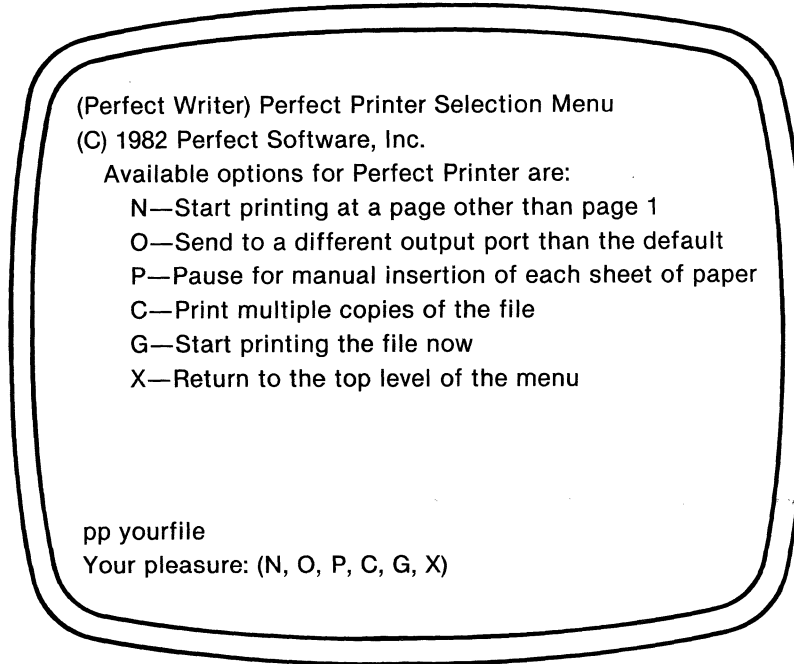 (Perfect Writer) Perfect Printer Selection Menu
(C) 1982 Perfect Software, Inc.
Available options for Perfect Printer are:
N—Start printing at a page other than page 1
O—Send to a different output port than the default
P—Pause for manual insertion of each sheet of paper
C—Print multiple copies of the file
G—Start printing the file now
X—Return to the top level of the menu
pp yourfile
Your pleasure: (N, O, P, C, G, X)